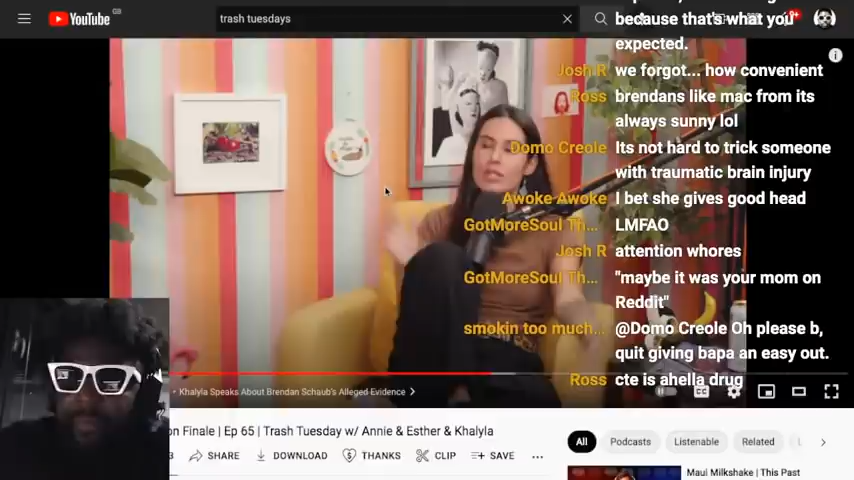 YouTube GB
trash tuesdays
9+
because that's what you
expected.
Josh R we forgot... how convenient
Ross brendans like mac from its
always sunny lol
Domo Creole Its not hard to trick someone
with traumatic brain injury
Awoke Awoke I bet she gives good head
GotMoreSoul Th... LMFAO
Josh R attention whores
GotMoreSoul Th... "maybe it was your mom on
Reddit"
smokin too much... @Domo Creole Oh please b,
quit giving bapa an easy out.
Ross cte is ahella drug
• Khalyla Speaks About Brendan Schaub's Alleged Evidence >
on Finale | Ep 65 | Trash Tuesday w/ Annie & Esther & Khalyla
3 SHARE DOWNLOAD THANKS CLIP SAVE ...
All Podcasts Listenable Related
Maui Milkshake | This Past